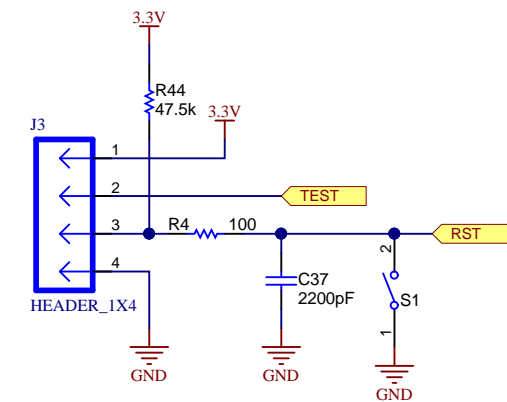 3.3V
R44
47.5k
3.3V
J3
1
2
TEST
3
R4
100
RST
4
2
C37
2200pF
S1
HEADER_1X4
1
GND
GND
GND